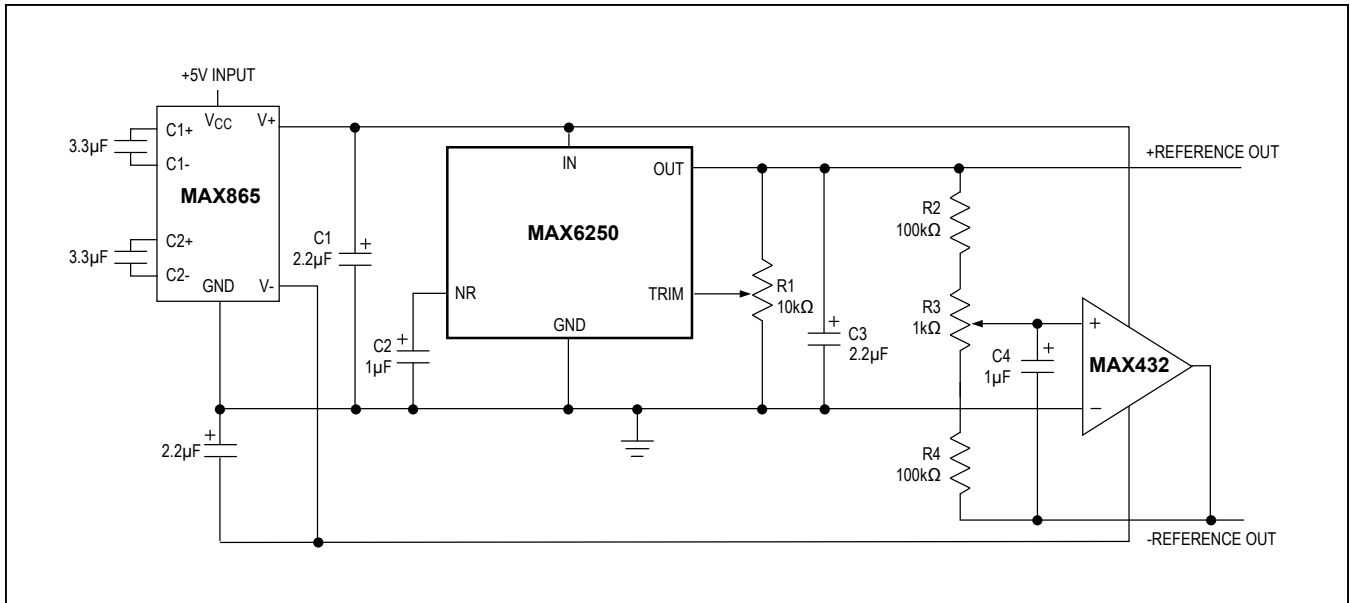 +5V INPUT
VCC
V+
C1+
C1-
3.3µF
MAX865
C2+
C2-
3.3µF
GND
V-
C1
2.2µF
+
IN
OUT
MAX6250
NR
TRIM
GND
C2
1µF
+
R1
10kΩ
C3
2.2µF
+
+REFERENCE OUT
R2
100kΩ
R3
1kΩ
C4
1µF
+
+
MAX432
−
R4
100kΩ
2.2µF
+
-REFERENCE OUT